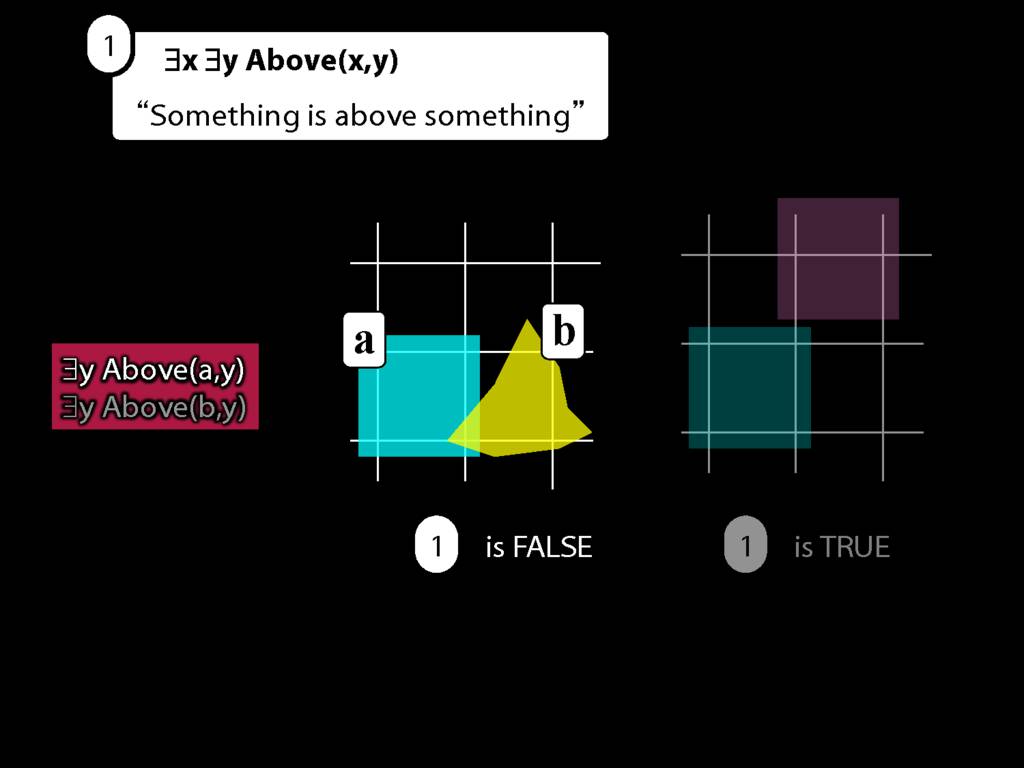 1
∃x ∃y Above(x,y)
“Something is above something”
a
b
∃y Above(a,y)
∃y Above(b,y)
1 is FALSE
1 is TRUE